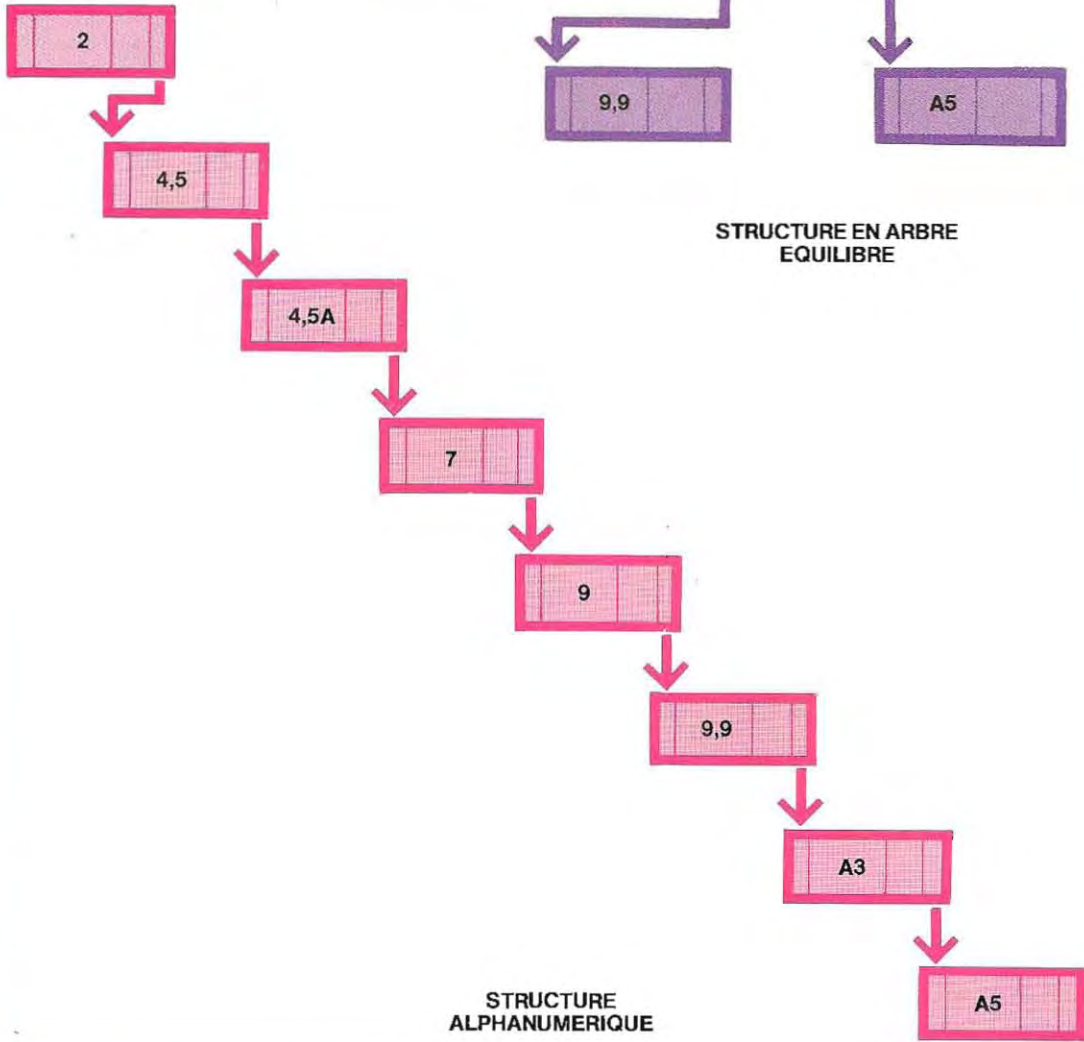 2
9,9
A5
4,5
STRUCTURE EN ARBRE
EQUILIBRE
4,5A
7
9
9,9
A3
A5
STRUCTURE
ALPHANUMERIQUE